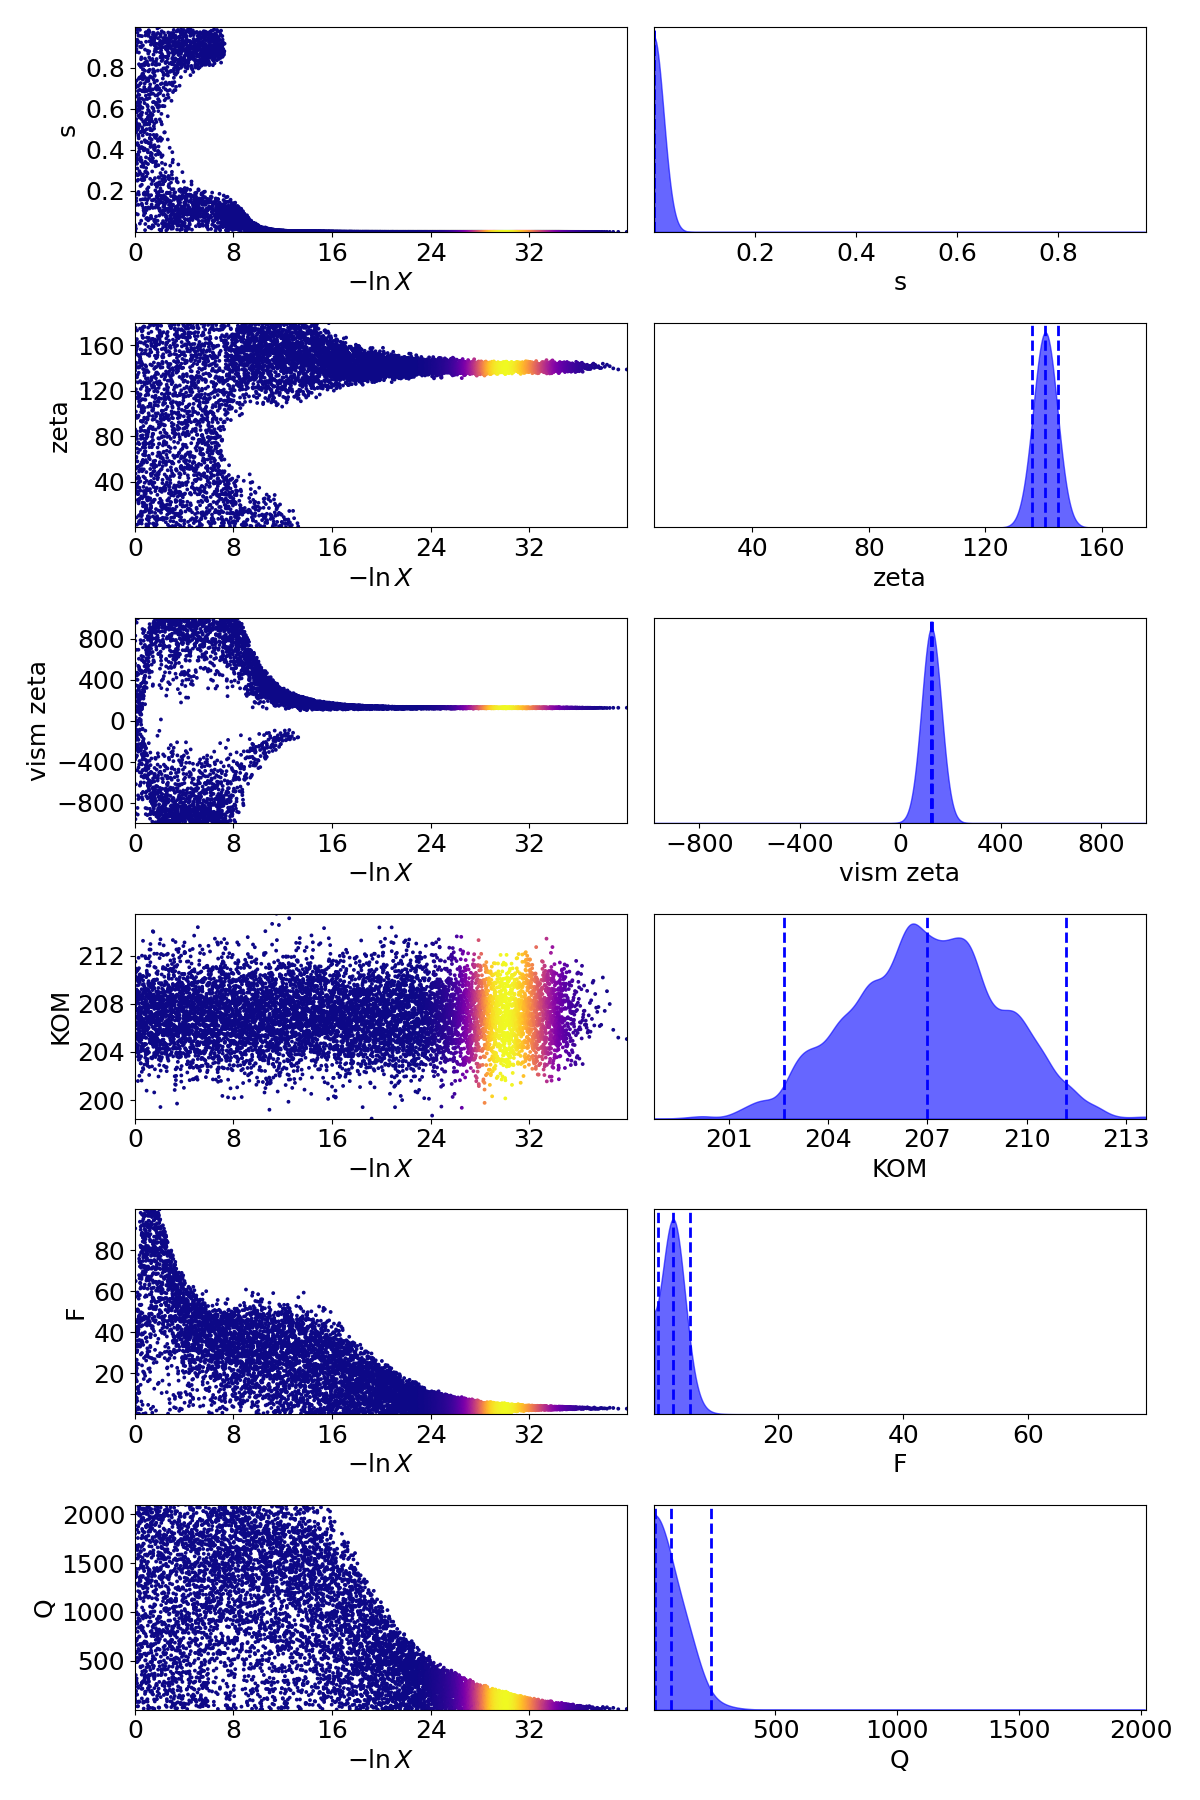 s
0.8
0.6
0.4
0.2
0 8 16 24 32
−ln X
0.2 0.4 0.6 0.8
s
zeta
160
120
80
40
0 8 16 24 32
−ln X
40 80 120 160
zeta
vism zeta
800
400
0
−400
−800
0 8 16 24 32
−ln X
−800 −400 0 400 800
vism zeta
KOM
212
208
204
200
0 8 16 24 32
−ln X
201 204 207 210 213
KOM
F
80
60
40
20
0 8 16 24 32
−ln X
20 40 60
F
Q
2000
1500
1000
500
0 8 16 24 32
−ln X
500 1000 1500 2000
Q